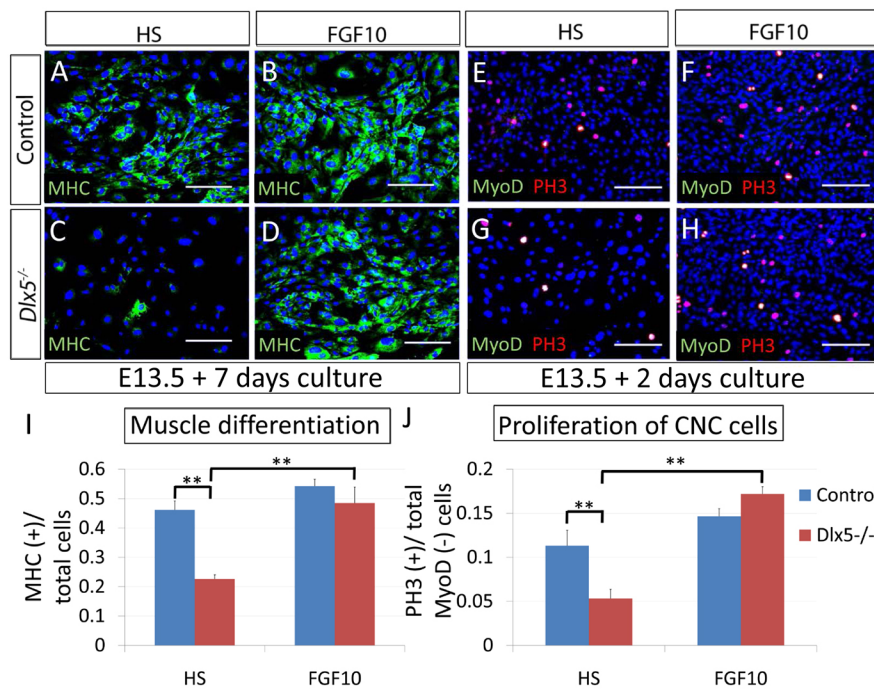 HS
FGF10
HS
FGF10
Control
A
MHC
B
MHC
E
MyoD PH3
F
MyoD PH3
Dlx5-/-
C
MHC
D
MHC
G
MyoD PH3
H
MyoD PH3
E13.5 + 7 days culture
E13.5 + 2 days culture
I
Muscle differentiation
J
Proliferation of CNC cells
MHC (+)/
total cells
0.6
0.5
0.4
0.3
0.2
0.1
0
**
**
HS
FGF10
PH3 (+)/ total
MyoD (-) cells
0.2
0.15
0.1
0.05
0
**
**
HS
FGF10
Contro
Dlx5-/-